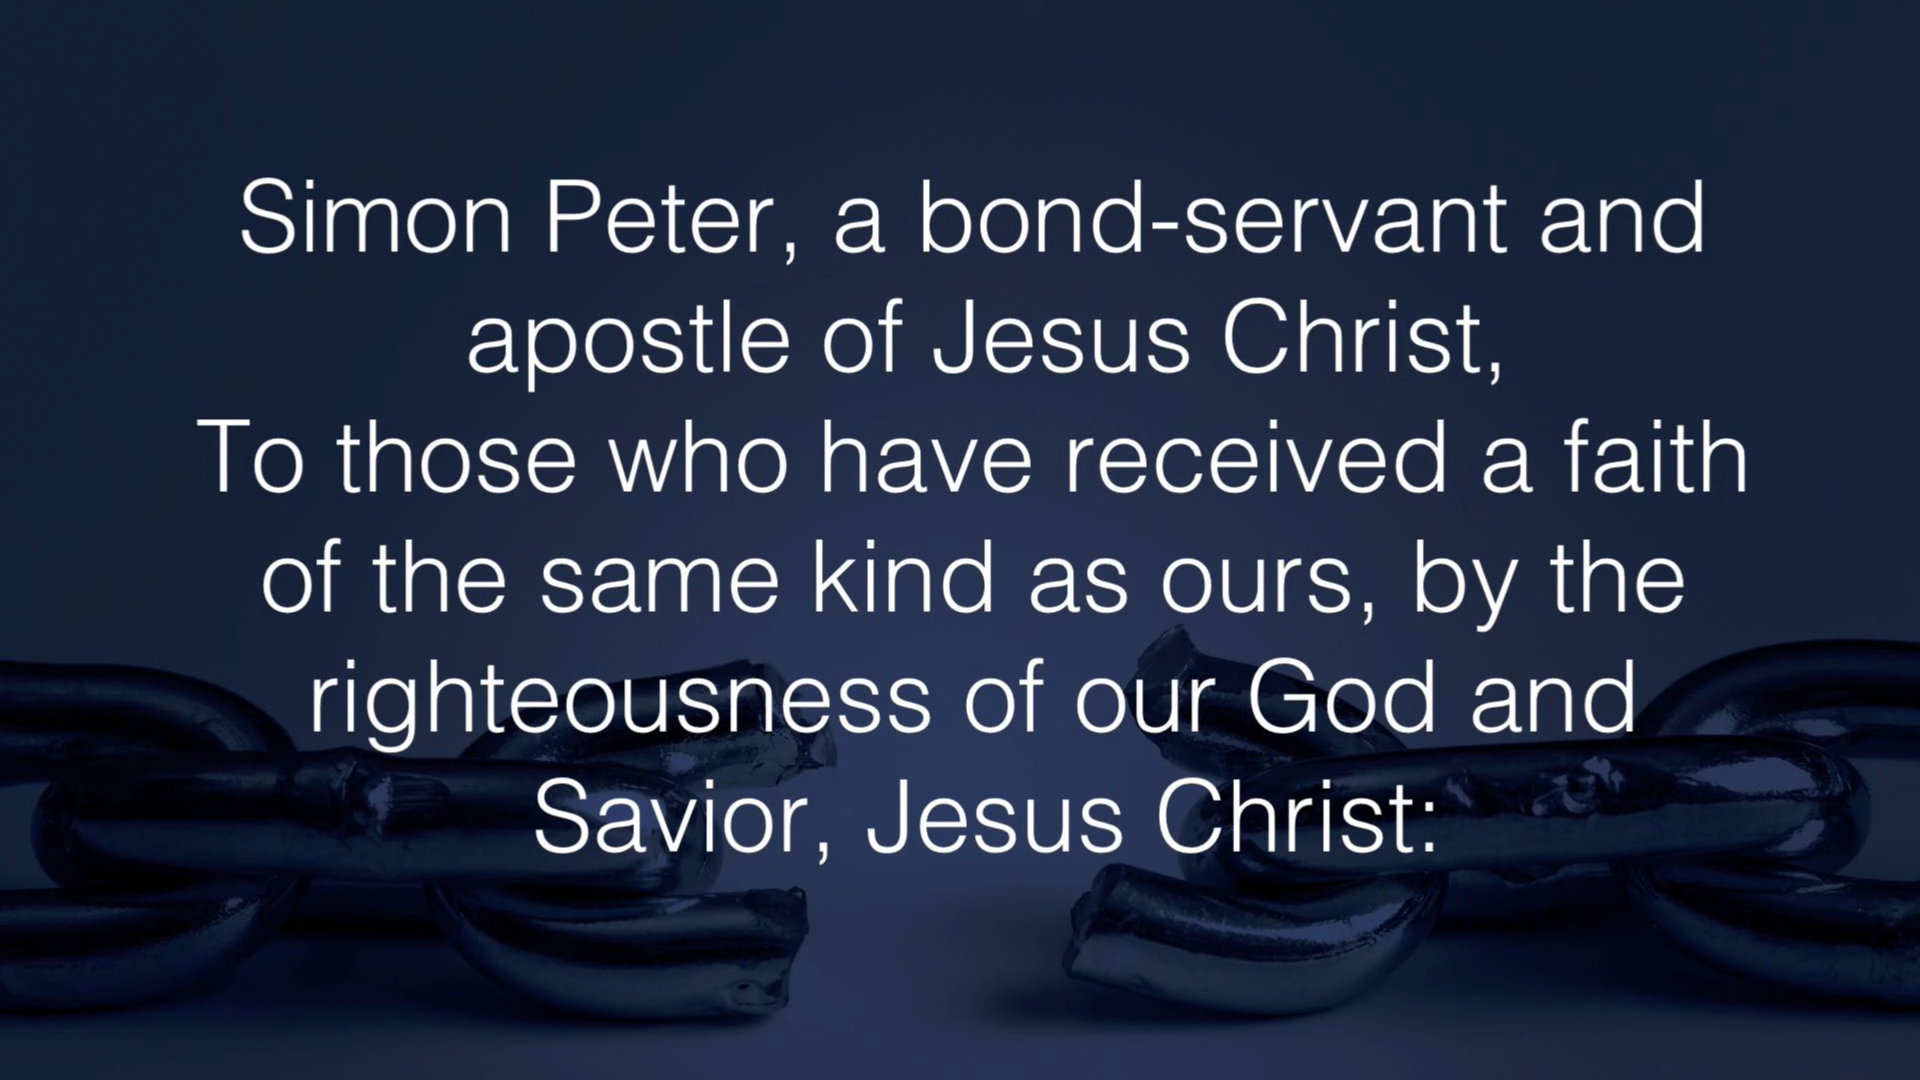 Simon Peter, a bond-servant and
apostle of Jesus Christ,
To those who have received a faith
of the same kind as ours, by the
righteousness of our God and
Savior, Jesus Christ: